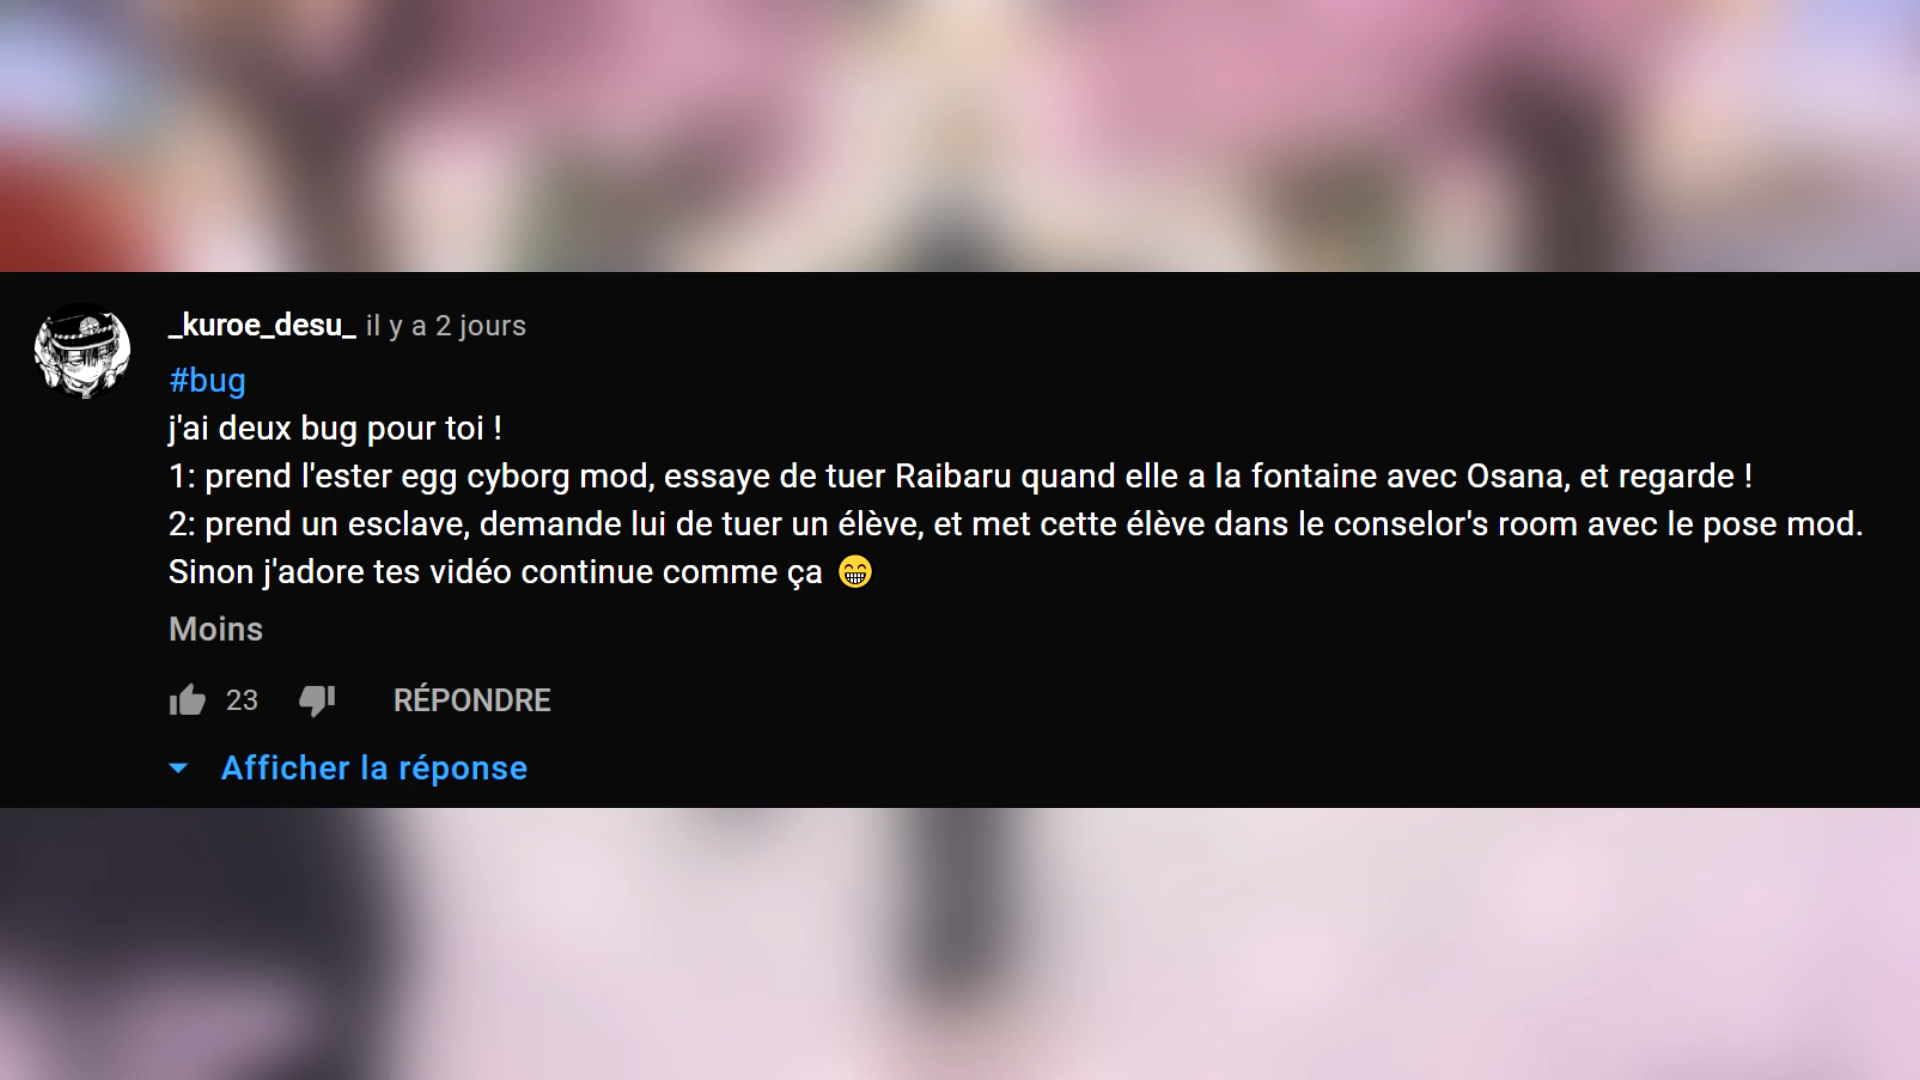 _kuroe_desu_ il y a 2 jours
#bug
j'ai deux bug pour toi !
1: prend l'ester egg cyborg mod, essaye de tuer Raibaru quand elle a la fontaine avec Osana, et regarde !
2: prend un esclave, demande lui de tuer un élève, et met cette élève dans le conselor's room avec le pose mod.
Sinon j'adore tes vidéo continue comme ça 😁
Moins
23 RÉPONDRE
Afficher la réponse